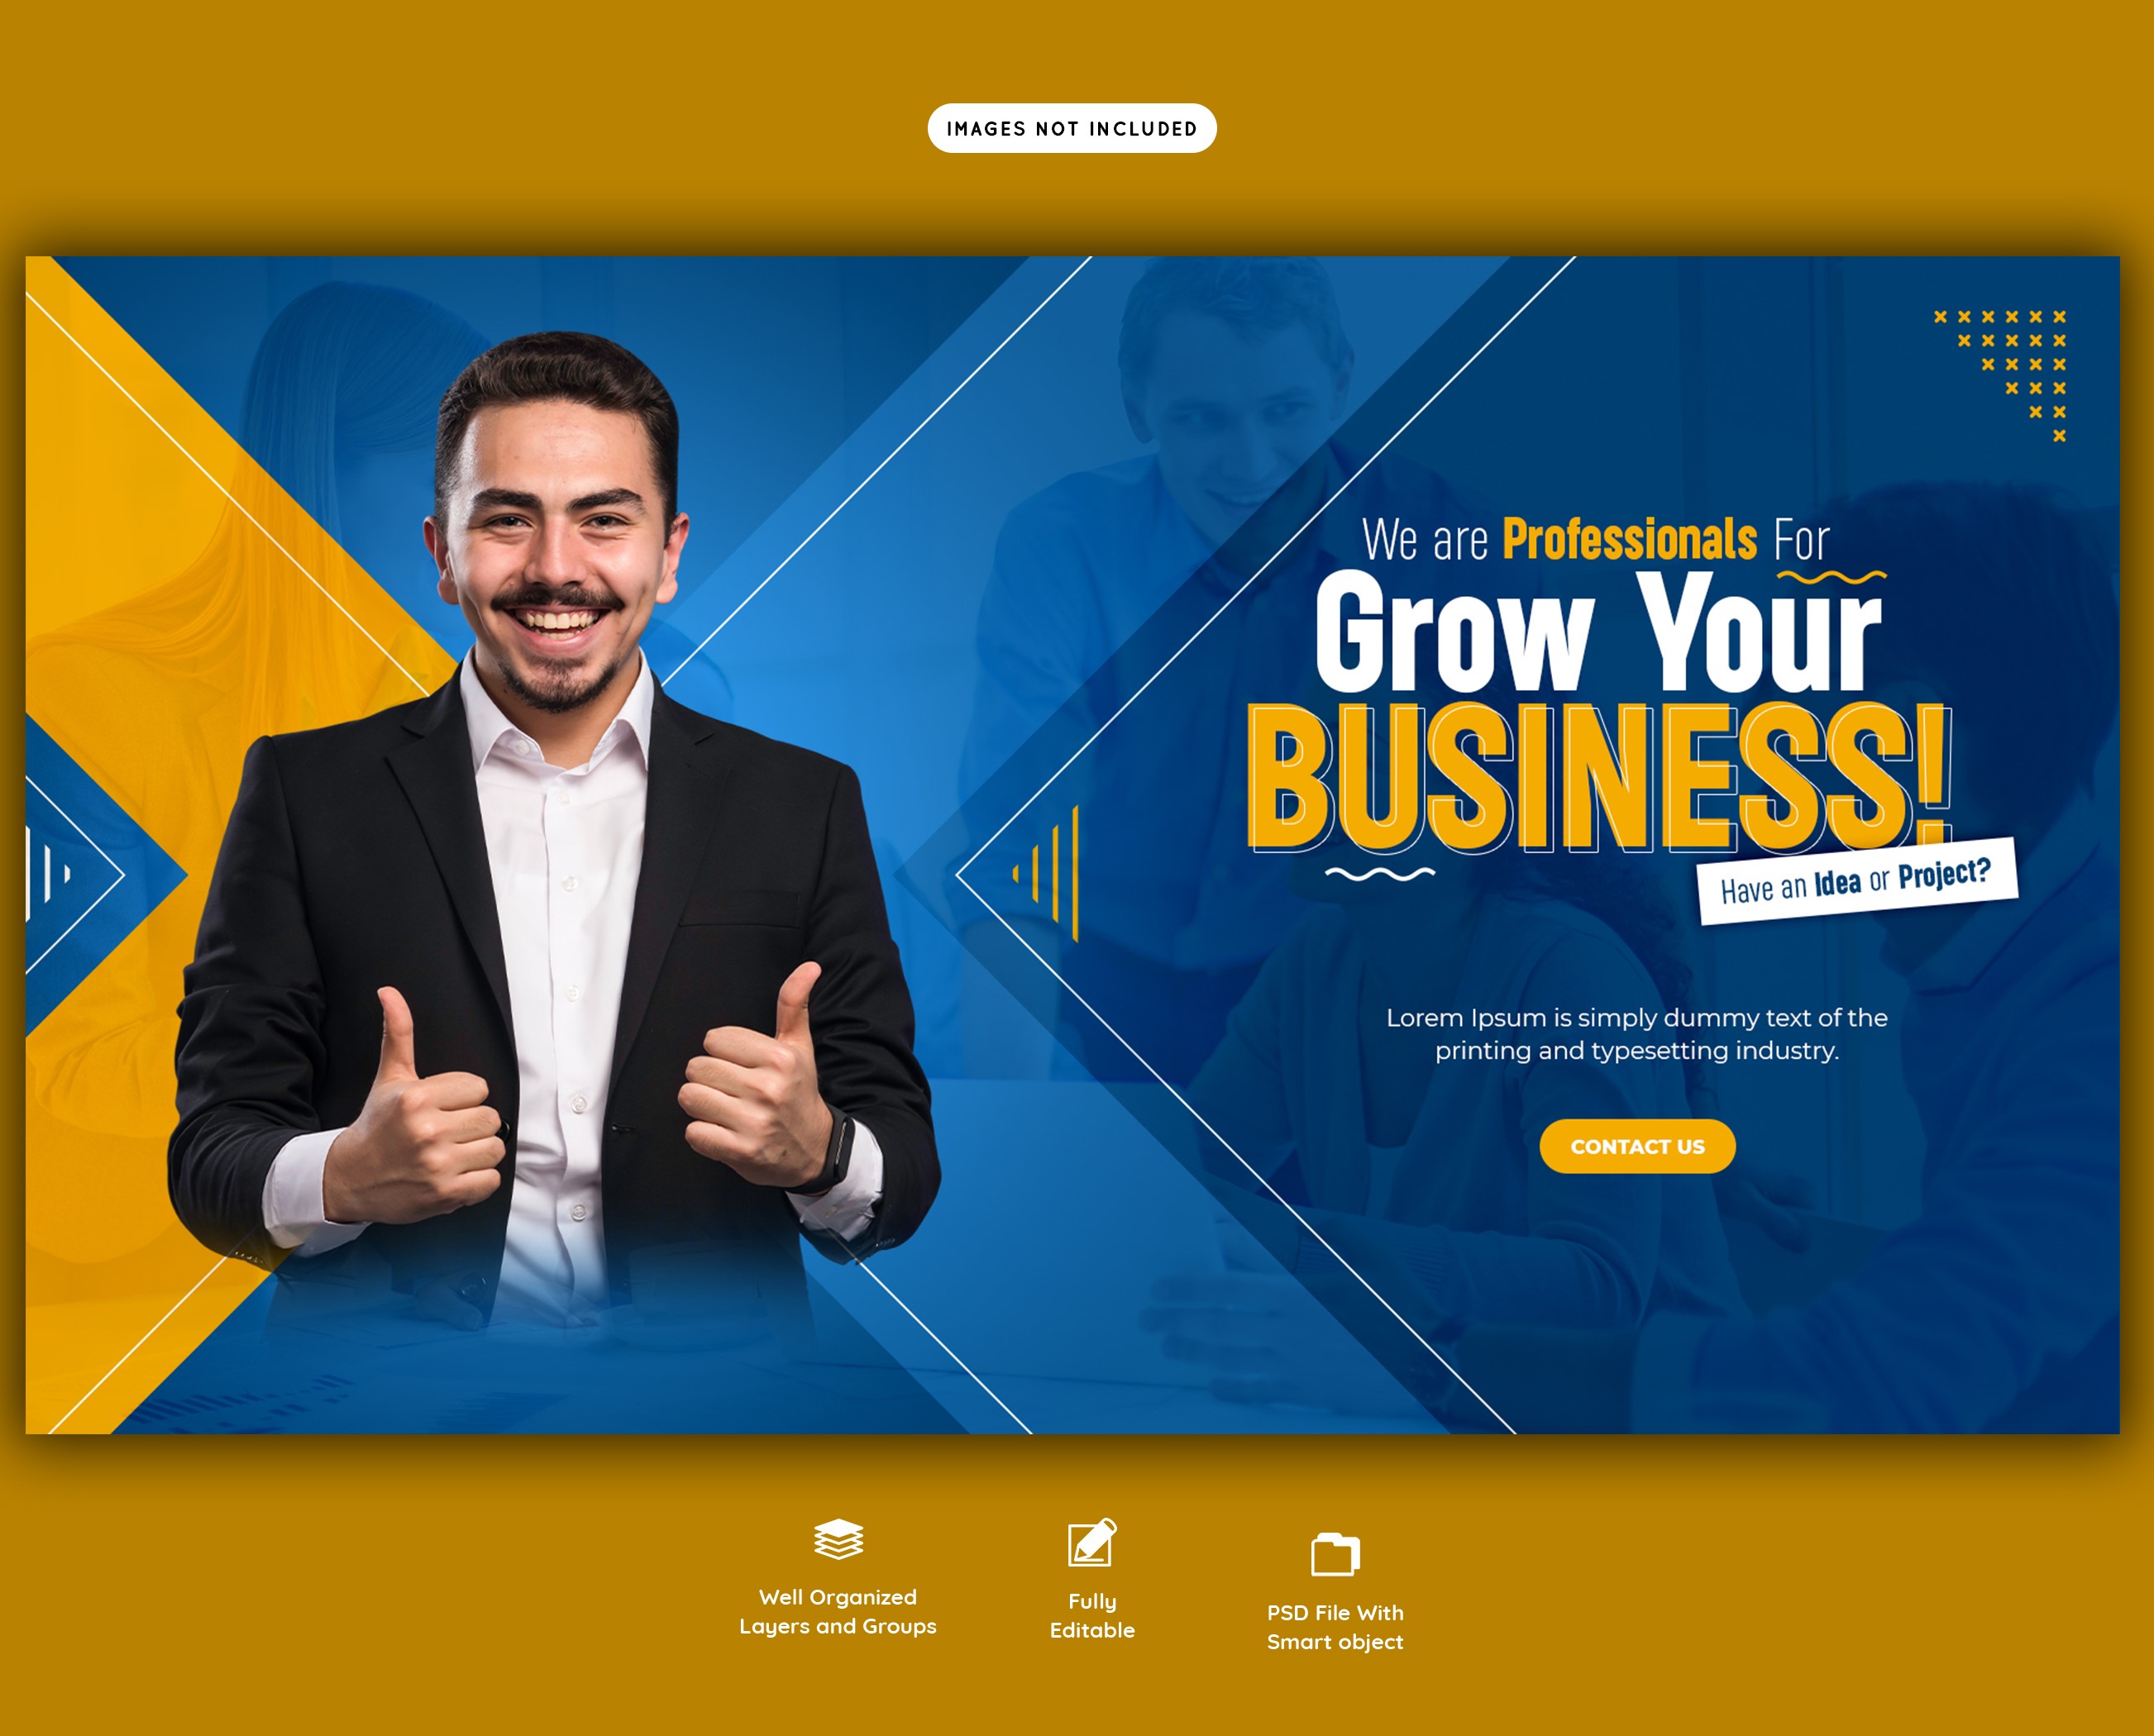 IMAGES NOT INCLUDED
We are Professionals For
Grow Your
BUSINESS!
Have an Idea or Project?
Lorem Ipsum is simply dummy text of the
printing and typesetting industry.
CONTACT US
Well Organized
Layers and Groups
Fully
Editable
PSD File With
Smart object